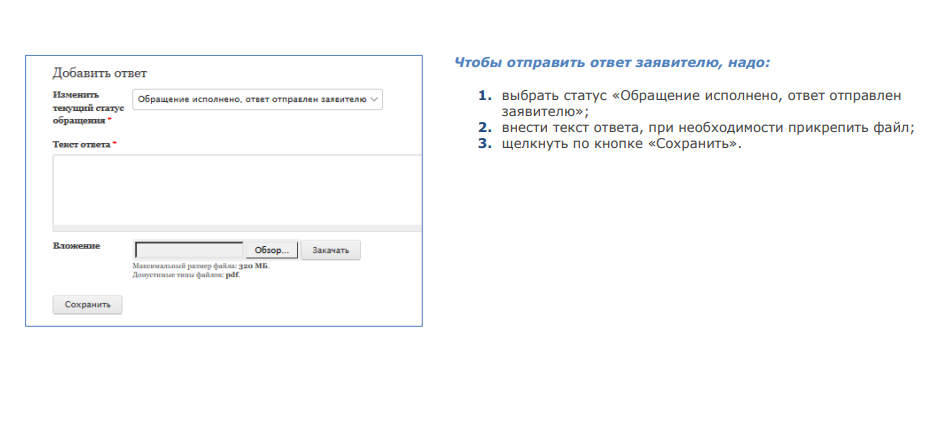 Добавить ответ
Изменить
текущий статус
обращения *
Обращение исполнено, ответ отправлен заявителю
Текст ответа *
Вложение
Обзор...
Закачать
Максимальный размер файла: 320 МБ.
Допустимые типы файлов: pdf.
Сохранить
Чтобы отправить ответ заявителю, надо:
1. выбрать статус «Обращение исполнено, ответ отправлен
заявителю»;
2. внести текст ответа, при необходимости прикрепить файл;
3. щелкнуть по кнопке «Сохранить».